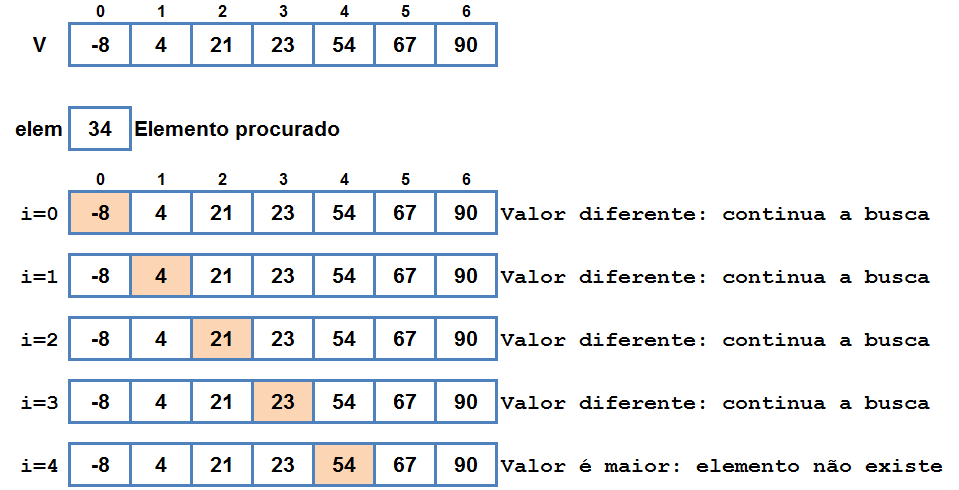 0 1 2 3 4 5 6
V -8 4 21 23 54 67 90
elem 34 Elemento procurado
0 1 2 3 4 5 6
i=0 -8 4 21 23 54 67 90 Valor diferente: continua a busca
i=1 -8 4 21 23 54 67 90 Valor diferente: continua a busca
i=2 -8 4 21 23 54 67 90 Valor diferente: continua a busca
i=3 -8 4 21 23 54 67 90 Valor diferente: continua a busca
i=4 -8 4 21 23 54 67 90 Valor é maior: elemento não existe